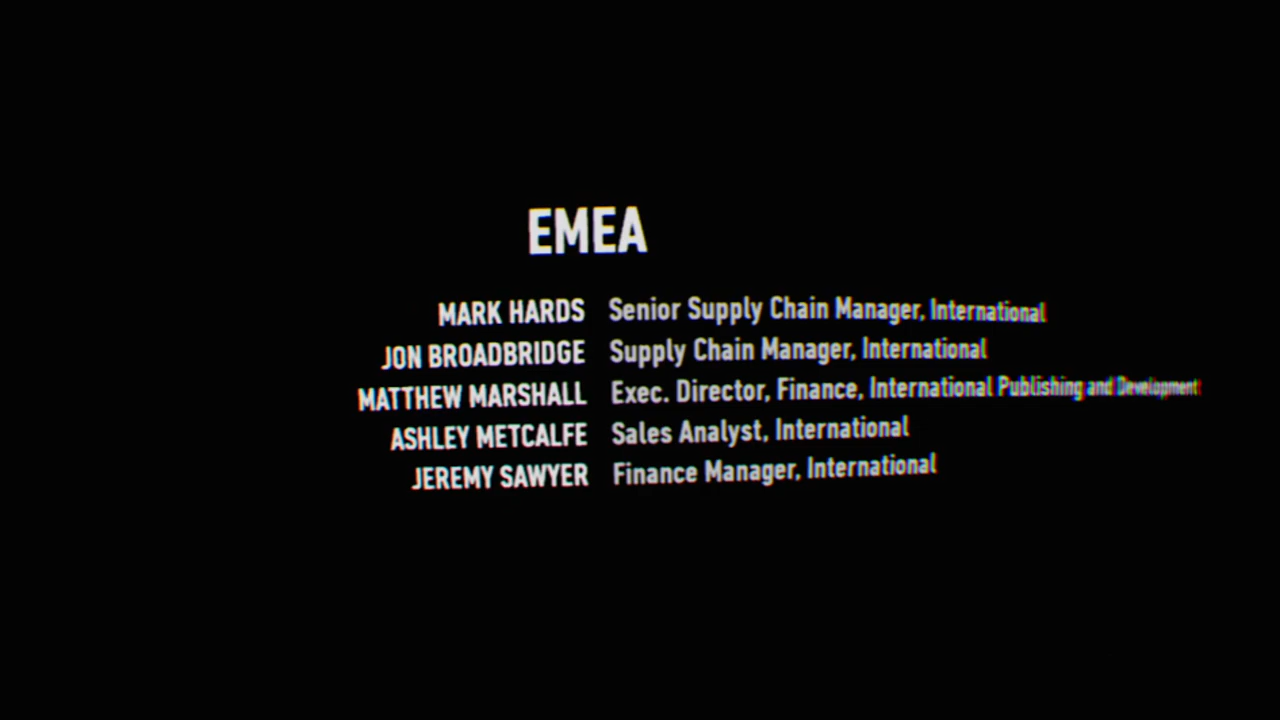 EMEA
MARK HARDS Senior Supply Chain Manager, International
JON BROADBRIDGE Supply Chain Manager, International
MATTHEW MARSHALL Exec. Director, Finance, International Publishing and Development
ASHLEY METCALFE Sales Analyst, International
JEREMY SAWYER Finance Manager, International